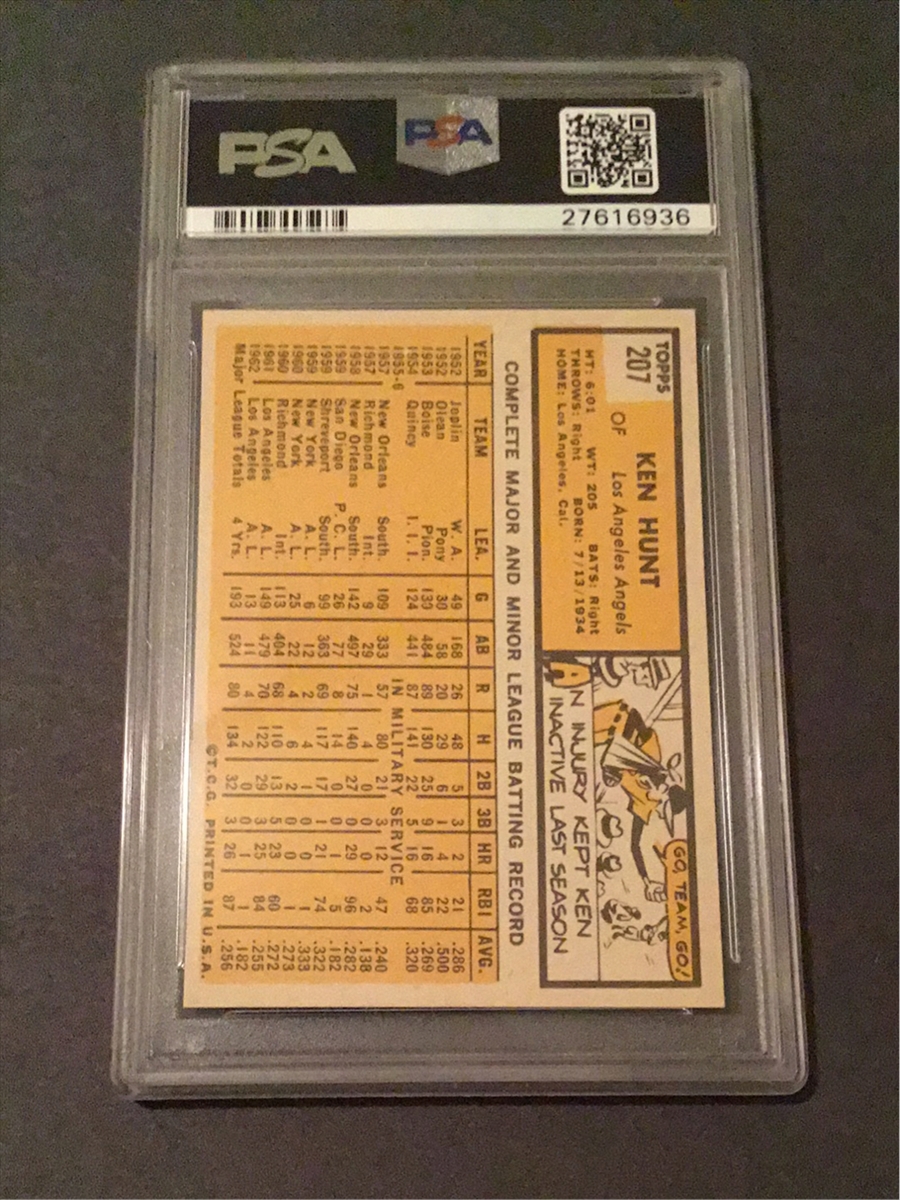 PSA
PSA
27616936
TOPPS
207
KEN HUNT
OF Los Angeles Angels
HT: 6:01 WT: 205 BATS: Right
THROWS: Right BORN: 7/13/1934
HOME: Los Angeles, Cal.
GO, TEAM, GO!
AN INJURY KEPT KEN
INACTIVE LAST SEASON
COMPLETE MAJOR AND MINOR LEAGUE BATTING RECORD
YEAR TEAM LEA. G AB R H 2B 3B HR RBI AVG.
1952 Joplin W. A. 49 168 26 48 5 3 2 21 .286
1952 Olean Pony 30 58 20 29 6 1 4 22 .500
1953 Boise Pion. 130 484 89 130 25 9 16 85 .269
1954 Quincy I. I. I. 124 441 87 141 22 5 16 68 .320
1955-6 IN MILITARY SERVICE
1957 New Orleans South. 109 333 57 80 21 3 12 47 .240
1957 Richmond Int. 9 29 1 4 0 0 0 2 .138
1958 New Orleans South. 142 497 75 140 27 0 29 96 .282
1959 San Diego P. C. L. 26 77 8 14 0 0 1 5 .182
1959 Shreveport South. 99 363 69 117 17 1 21 74 .322
1959 New York A. L. 6 12 2 4 1 0 0 1 .333
1960 New York A. L. 25 22 4 6 2 0 0 1 .273
1960 Richmond Int. 113 404 68 110 13 5 23 60 .272
1961 Los Angeles A. L. 149 479 70 122 29 3 25 84 .255
1962 Los Angeles A. L. 13 11 4 2 0 0 1 1 .182
Major League Totals 4 Yrs. 193 524 80 134 32 3 26 87 .256
©T.C.G. PRINTED IN U.S.A.